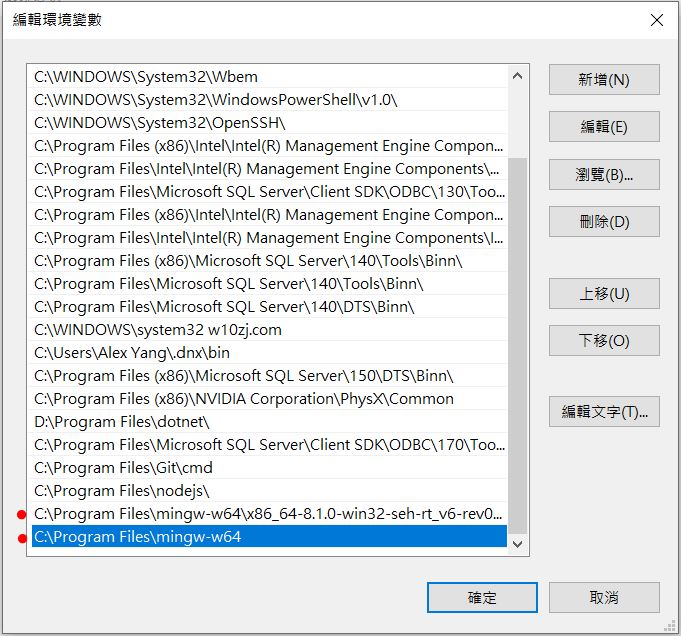 編輯環境變數
C:\WINDOWS\System32\Wbem
C:\WINDOWS\System32\WindowsPowerShell\v1.0\
C:\WINDOWS\System32\OpenSSH\
C:\Program Files (x86)\Intel\Intel(R) Management Engine Compon...
C:\Program Files\Intel\Intel(R) Management Engine Components\...
C:\Program Files\Microsoft SQL Server\Client SDK\ODBC\130\Too...
C:\Program Files (x86)\Intel\Intel(R) Management Engine Compon...
C:\Program Files\Intel\Intel(R) Management Engine Components\I...
C:\Program Files (x86)\Microsoft SQL Server\140\Tools\Binn\
C:\Program Files\Microsoft SQL Server\140\Tools\Binn\
C:\Program Files\Microsoft SQL Server\140\DTS\Binn\
C:\WINDOWS\system32 w10zj.com
C:\Users\Alex Yang\.dnx\bin
C:\Program Files (x86)\Microsoft SQL Server\150\DTS\Binn\
C:\Program Files (x86)\NVIDIA Corporation\PhysX\Common
D:\Program Files\dotnet\
C:\Program Files\Microsoft SQL Server\Client SDK\ODBC\170\Too...
C:\Program Files\Git\cmd
C:\Program Files\nodejs\
C:\Program Files\mingw-w64\x86_64-8.1.0-win32-seh-rt_v6-rev0...
C:\Program Files\mingw-w64
新增(N)
編輯(E)
瀏覽(B)...
刪除(D)
上移(U)
下移(O)
編輯文字(T)...
確定
取消